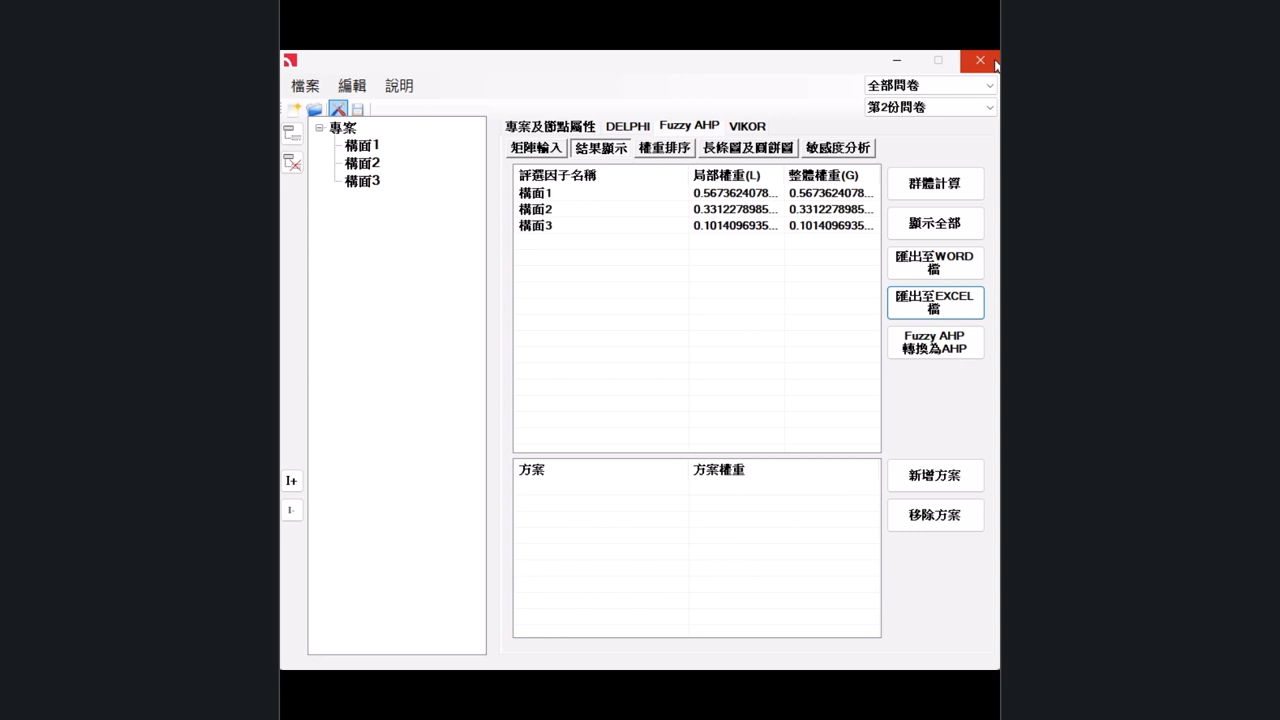 檔案 編輯 說明
全部問卷
第2份問卷
專案
構面1
構面2
構面3
專案及節點屬性 DELPHI Fuzzy AHP VIKOR
矩陣輸入 結果顯示 權重排序 長條圖及圓餅圖 敏感度分析
評選因子名稱 局部權重(L) 整體權重(G)
構面1 0.5673624078... 0.5673624078...
構面2 0.3312278985... 0.3312278985...
構面3 0.1014096935... 0.1014096935...
群體計算
顯示全部
匯出至WORD
檔
匯出至EXCEL
檔
Fuzzy AHP
轉換為AHP
方案 方案權重
新增方案
移除方案
I+
I-